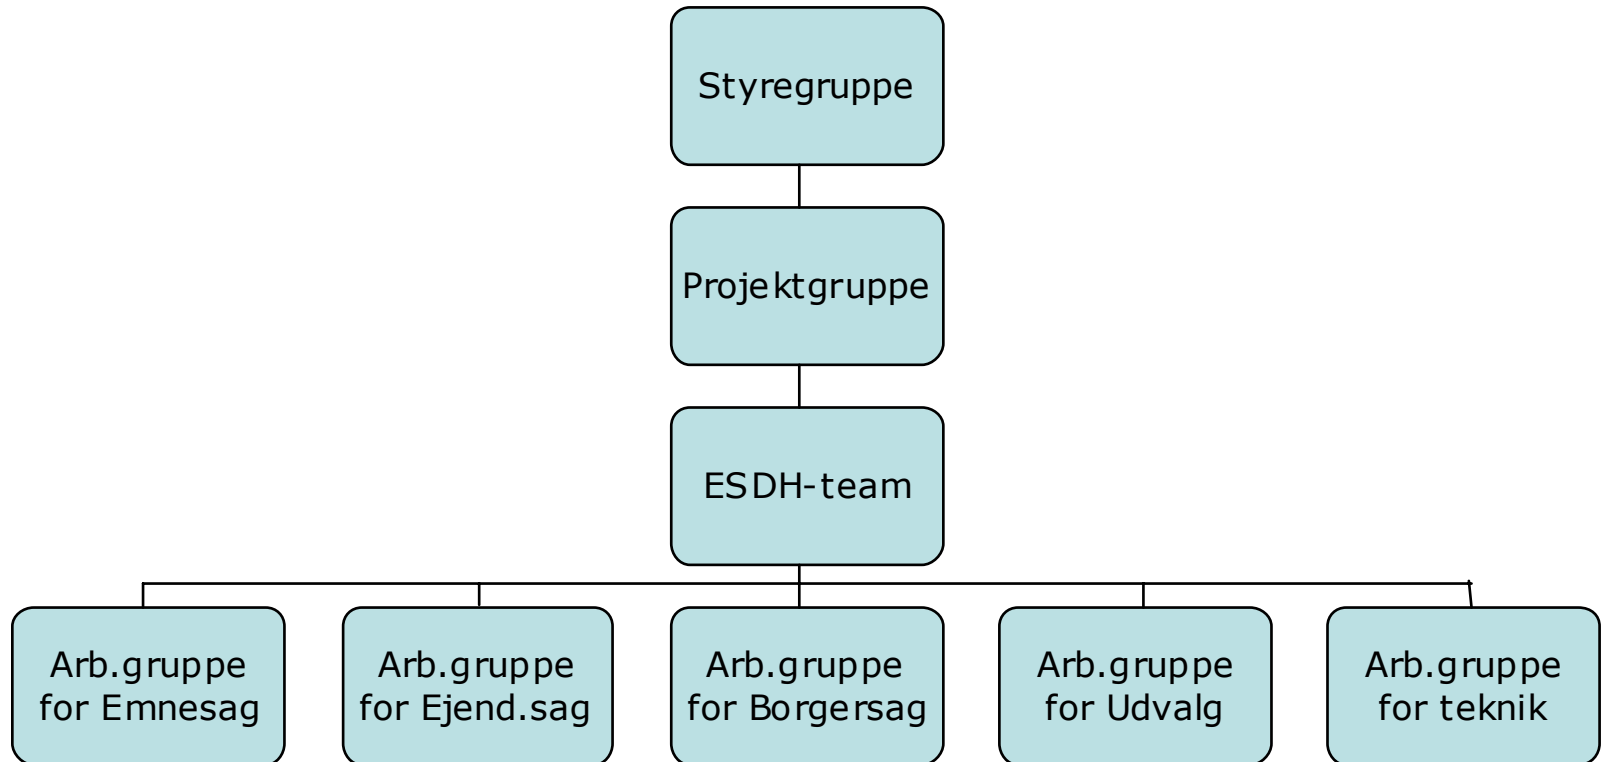 Styregruppe
Projektgruppe
ESDH-team
Arb.gruppe
for Emnesag
Arb.gruppe
for Ejend.sag
Arb.gruppe
for Borgersag
Arb.gruppe
for Udvalg
Arb.gruppe
for teknik